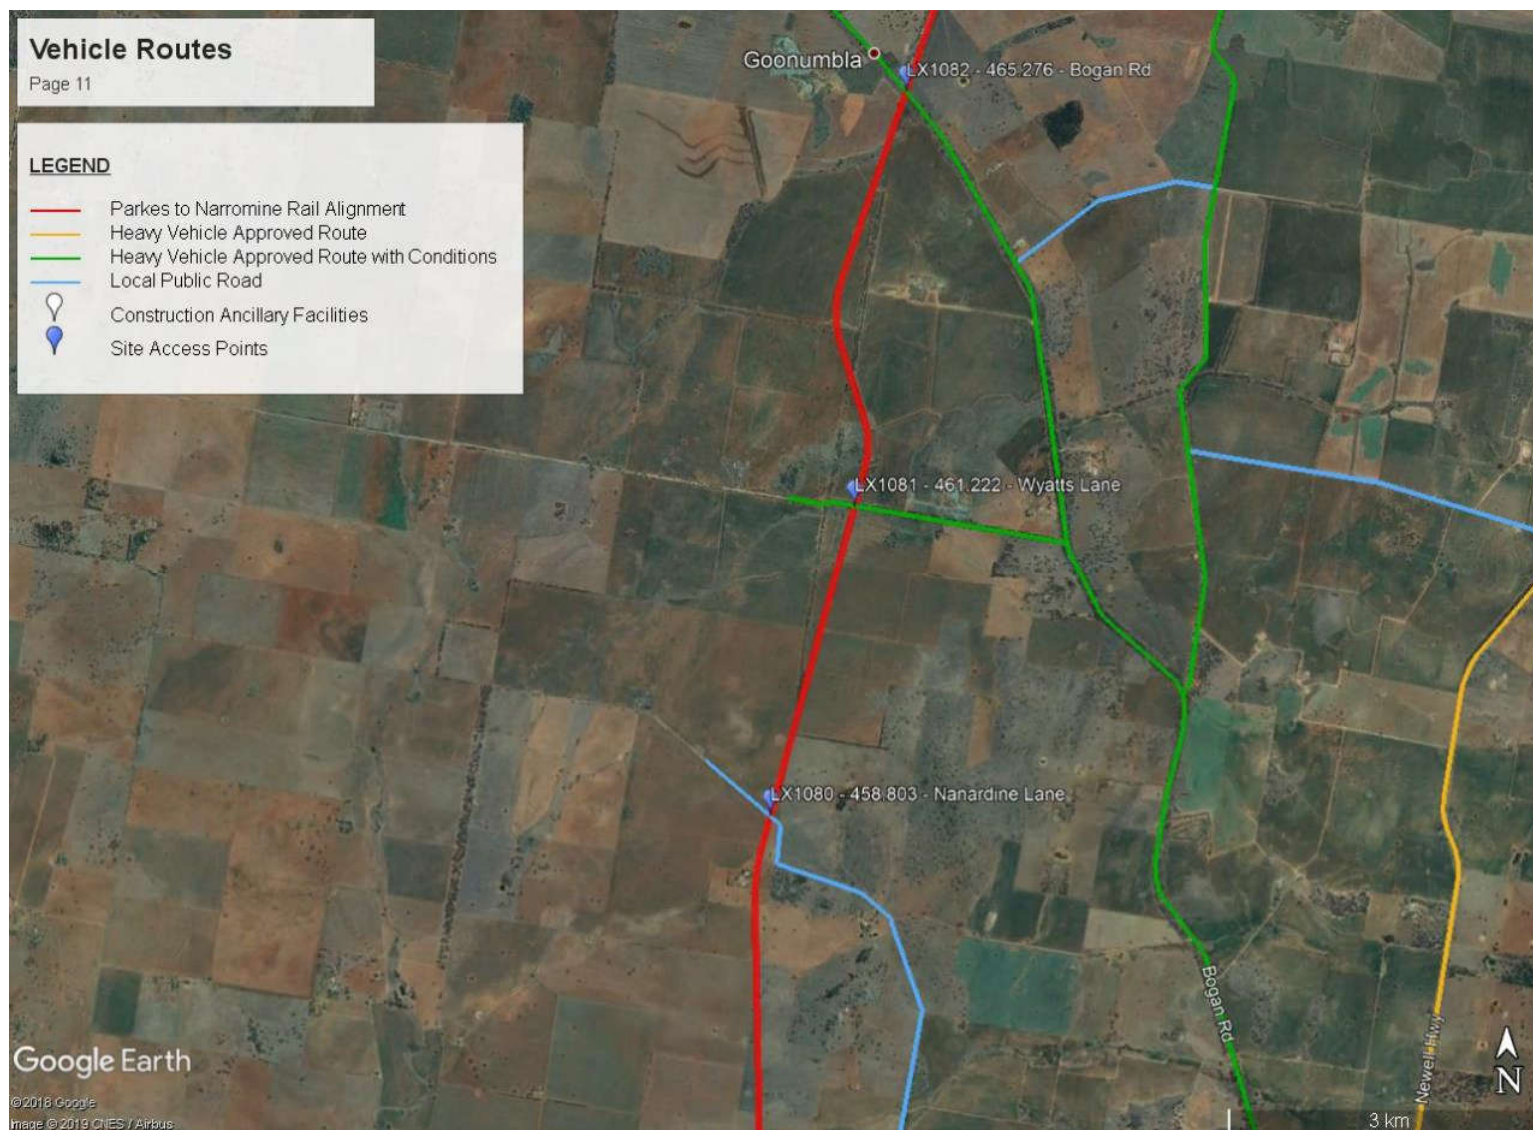 Vehicle Routes
Page 11
LEGEND
Parkes to Narromine Rail Alignment
Heavy Vehicle Approved Route
Heavy Vehicle Approved Route with Conditions
Local Public Road
Construction Ancillary Facilities
Site Access Points
Goonumbla
LX1082 - 465.276 - Bogan Rd
LX1081 - 461.222 - Wyatts Lane
LX1080 - 458.803 - Nanardine Lane
Bogan Rd
Newell Hwy
N
3 km
Google Earth
©2018 Google
Image © 2019 CNES / Airbus